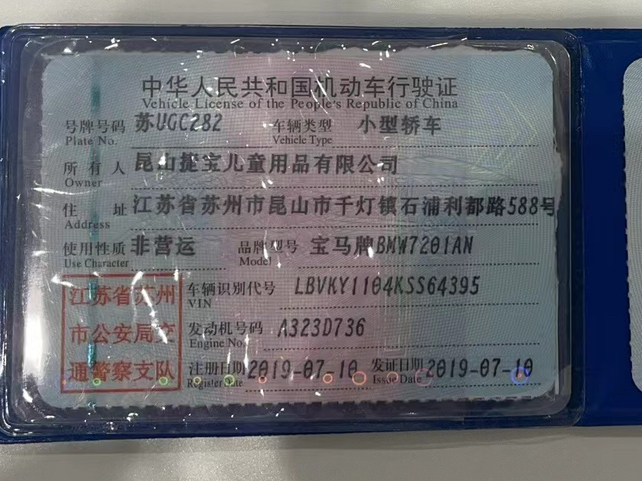 中华人民共和国机动车行驶证
Vehicle License of the People's Republic of China
号牌号码 苏UGC282 车辆类型 小型轿车
Plate No. Vehicle Type
所有人 昆山捷宝儿童用品有限公司
Owner
住址 江苏省苏州市昆山市千灯镇石浦利都路588号
Address
使用性质 非营运 品牌型号 宝马牌BMW7201AN
Use Character Model
江苏省苏州
市公安局交
通警察支队
车辆识别代号 LBVKY1104KSS64395
VIN
发动机号码 A323D736
Engine No.
注册日期 2019-07-10 发证日期 2019-07-10
Register Date Issue Date